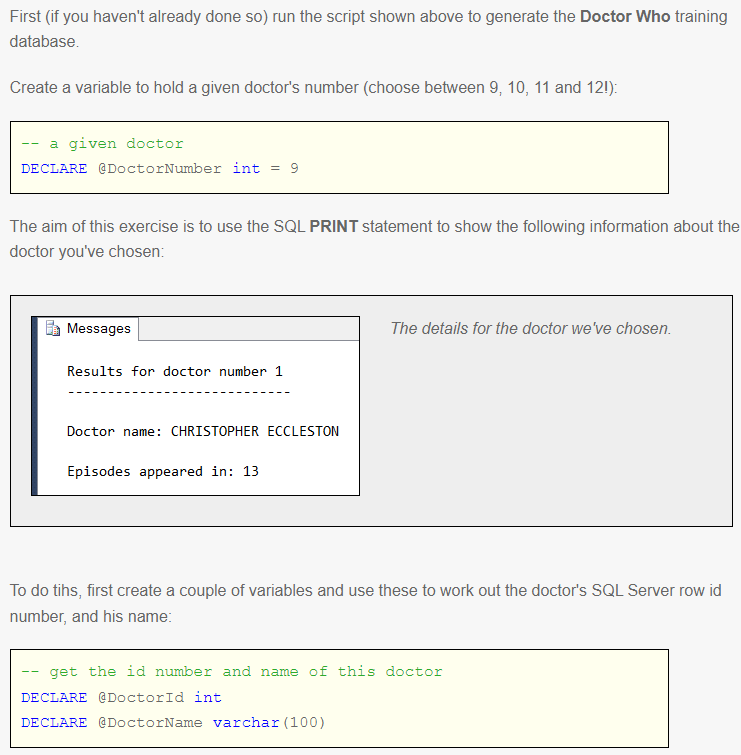 First (if you haven't already done so) run the script shown above to generate the Doctor Who training
database.
Create a variable to hold a given doctor's number (choose between 9, 10, 11 and 12!):
-- a given doctor
DECLARE @DoctorNumber int = 9
The aim of this exercise is to use the SQL PRINT statement to show the following information about the
doctor you've chosen:
Messages
Results for doctor number 1
----------------------------
Doctor name: CHRISTOPHER ECCLESTON
Episodes appeared in: 13
The details for the doctor we've chosen.
To do tihs, first create a couple of variables and use these to work out the doctor's SQL Server row id
number, and his name:
-- get the id number and name of this doctor
DECLARE @DoctorId int
DECLARE @DoctorName varchar(100)